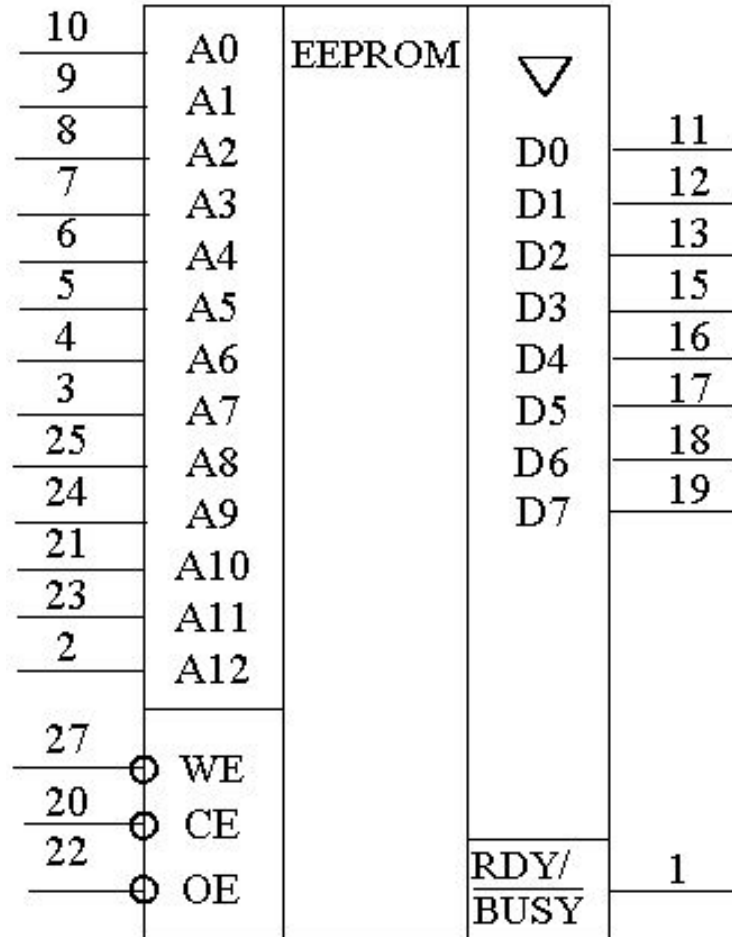 10 A0 EEPROM
9 A1
8 A2 D0 11
7 A3 D1 12
6 A4 D2 13
5 A5 D3 15
4 A6 D4 16
3 A7 D5 17
25 A8 D6 18
24 A9 D7 19
21 A10
23 A11
2 A12
27 WE
20 CE
22 OE RDY/ 1
BUSY